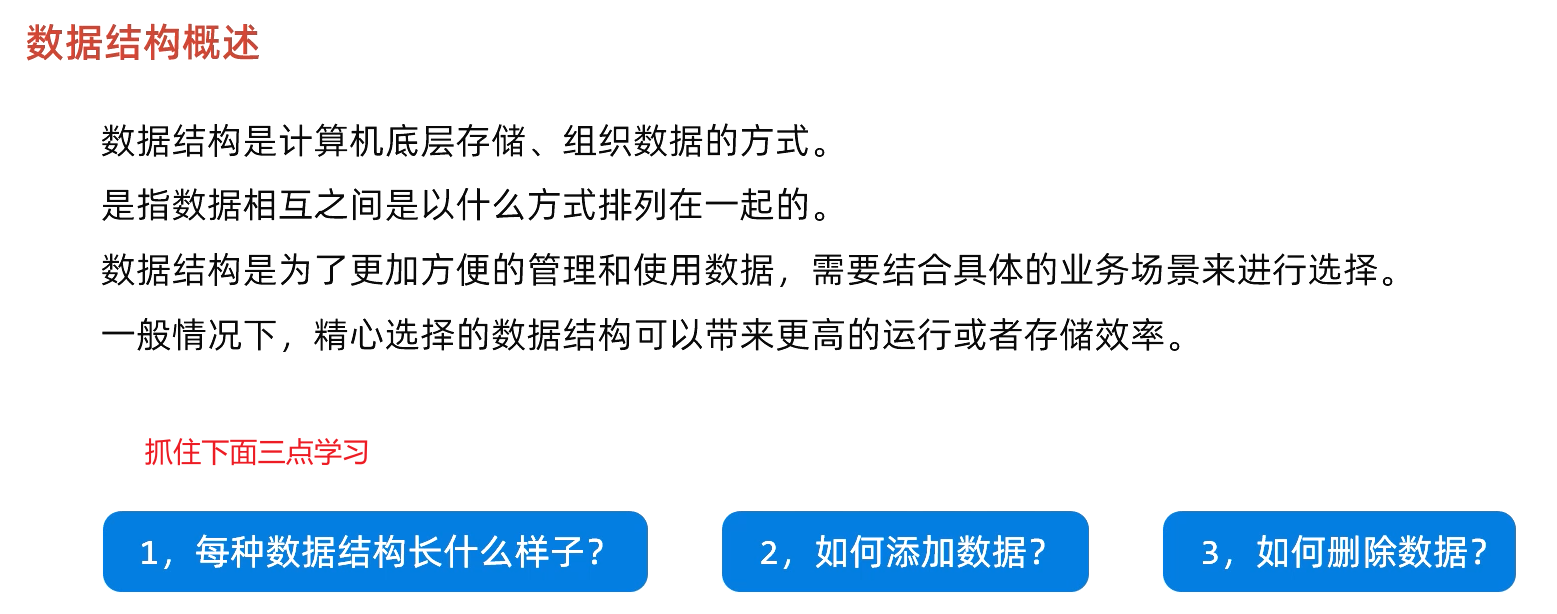 数据结构概述
数据结构是计算机底层存储、组织数据的方式。
是指数据相互之间是以什么方式排列在一起的。
数据结构是为了更加方便的管理和使用数据，需要结合具体的业务场景来进行选择。
一般情况下，精心选择的数据结构可以带来更高的运行或者存储效率。
抓住下面三点学习
1，每种数据结构长什么样子？
2，如何添加数据？
3，如何删除数据？